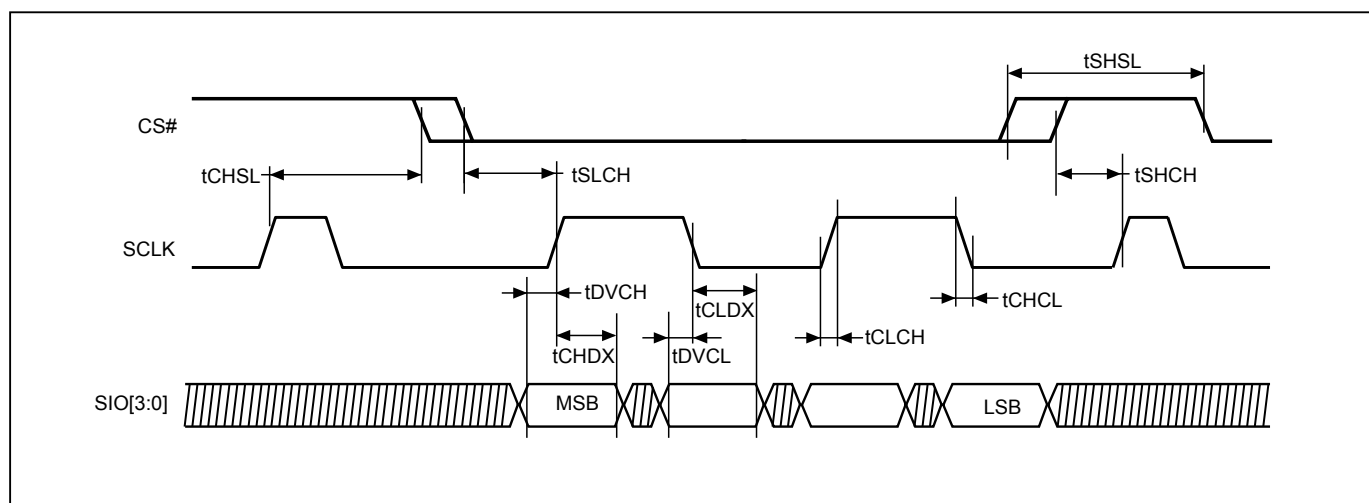 tSHSL
CS#
tCHSL
tSLCH
tSHCH
SCLK
tDVCH
tCLDX
tCHCL
tCHDX
tDVCL
tCLCH
SIO[3:0]
MSB
LSB